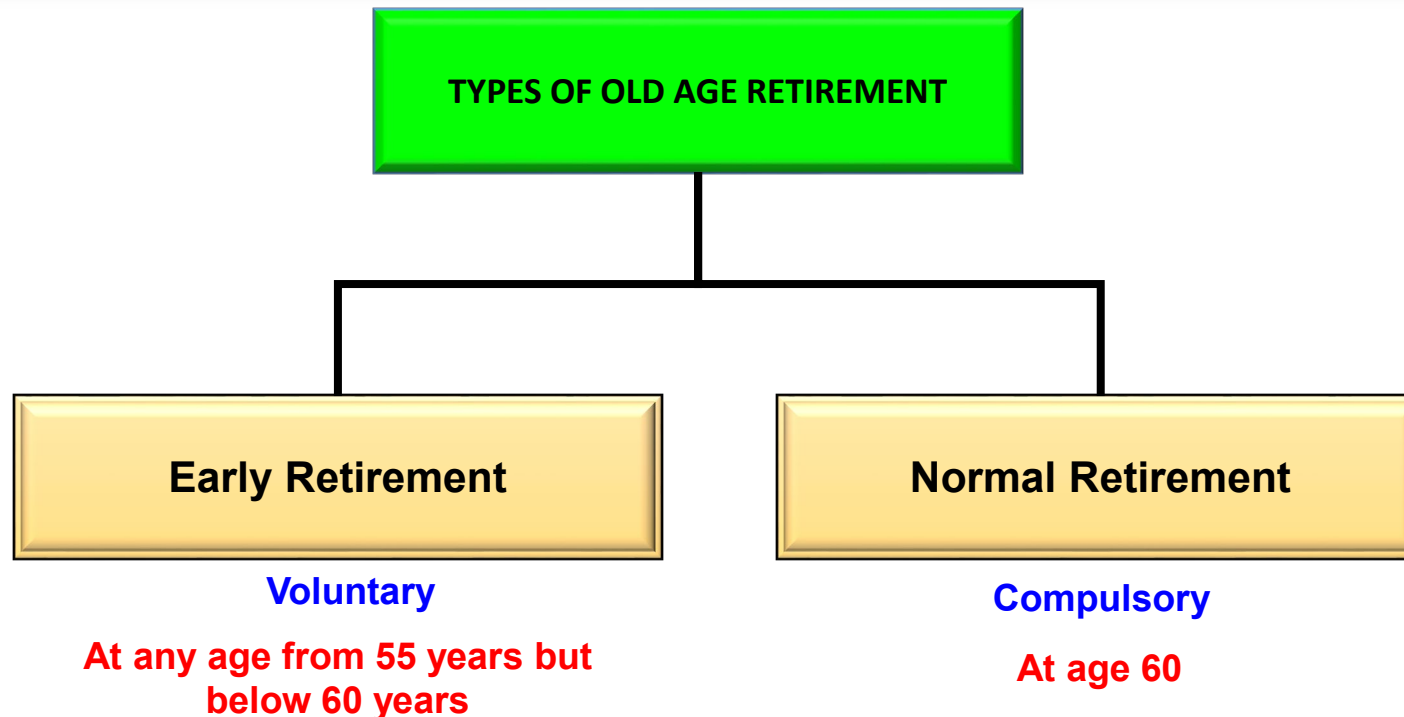 TYPES OF OLD AGE RETIREMENT
Early Retirement
Voluntary
At any age from 55 years but
below 60 years
Normal Retirement
Compulsory
At age 60